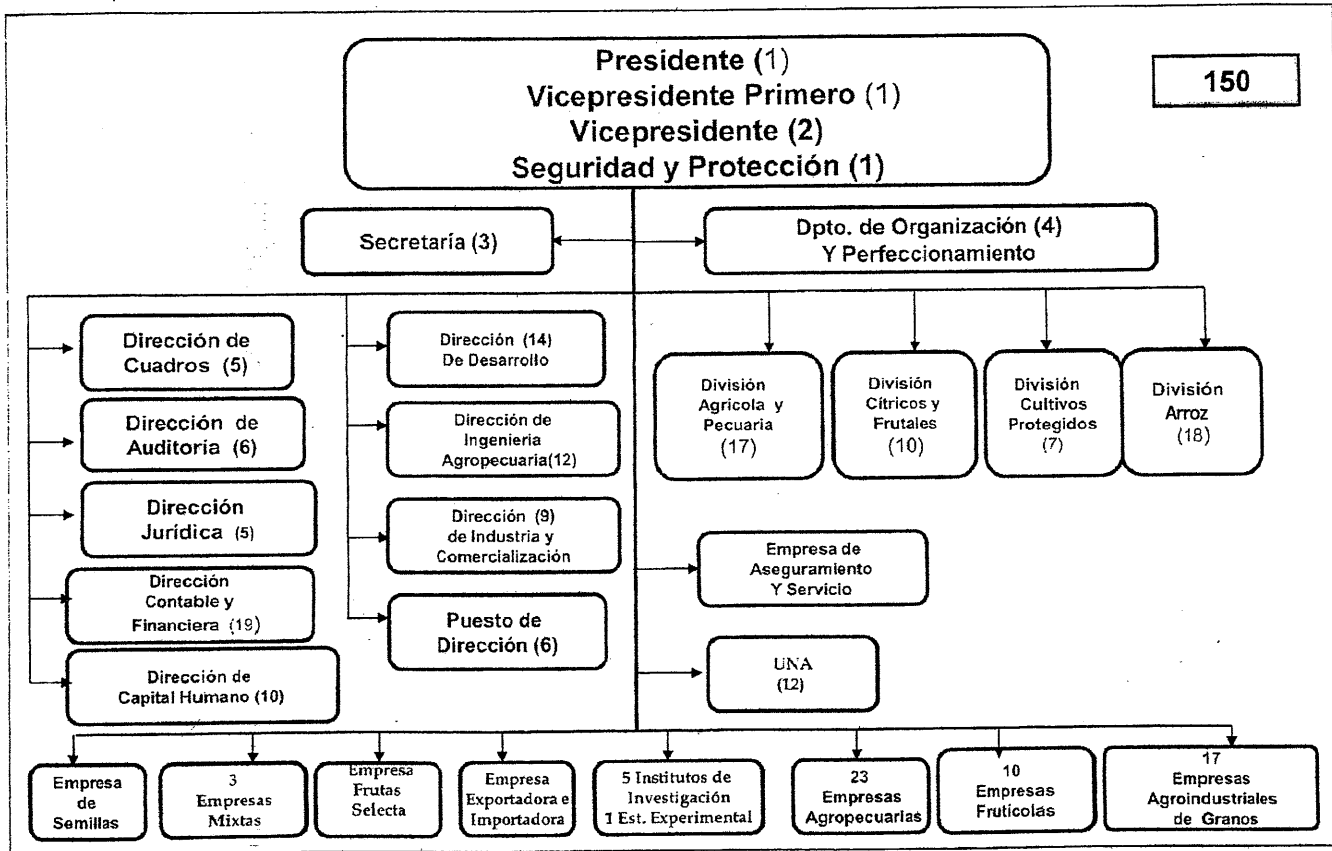 Presidente (1)
Vicepresidente Primero (1)
Vicepresidente (2)
Seguridad y Protección (1)
150
Secretaría (3)
Dpto. de Organización (4)
Y Perfeccionamiento
Dirección de
Cuadros (5)
Dirección de
Auditoría (6)
Dirección
Jurídica (5)
Dirección
Contable y
Financiera (19)
Dirección de
Capital Humano (10)
Dirección (14)
De Desarrollo
Dirección de
Ingenieria
Agropecuaria(12)
Dirección (9)
de Industria y
Comercialización
Puesto de
Dirección (6)
División
Agrícola y
Pecuaria
(17)
División
Cítricos y
Frutales
(10)
División
Cultivos
Protegidos
(7)
División
Arroz
(18)
Empresa de
Aseguramiento
Y Servicio
UNA
(12)
Empresa
de
Semillas
3
Empresas
Mixtas
Empresa
Frutas
Selecta
Empresa
Exportadora e
Importadora
5 Institutos de
Investigación
1 Est. Experimental
23
Empresas
Agropecuarias
10
Empresas
Frutícolas
17
Empresas
Agroindustriales
de Granos